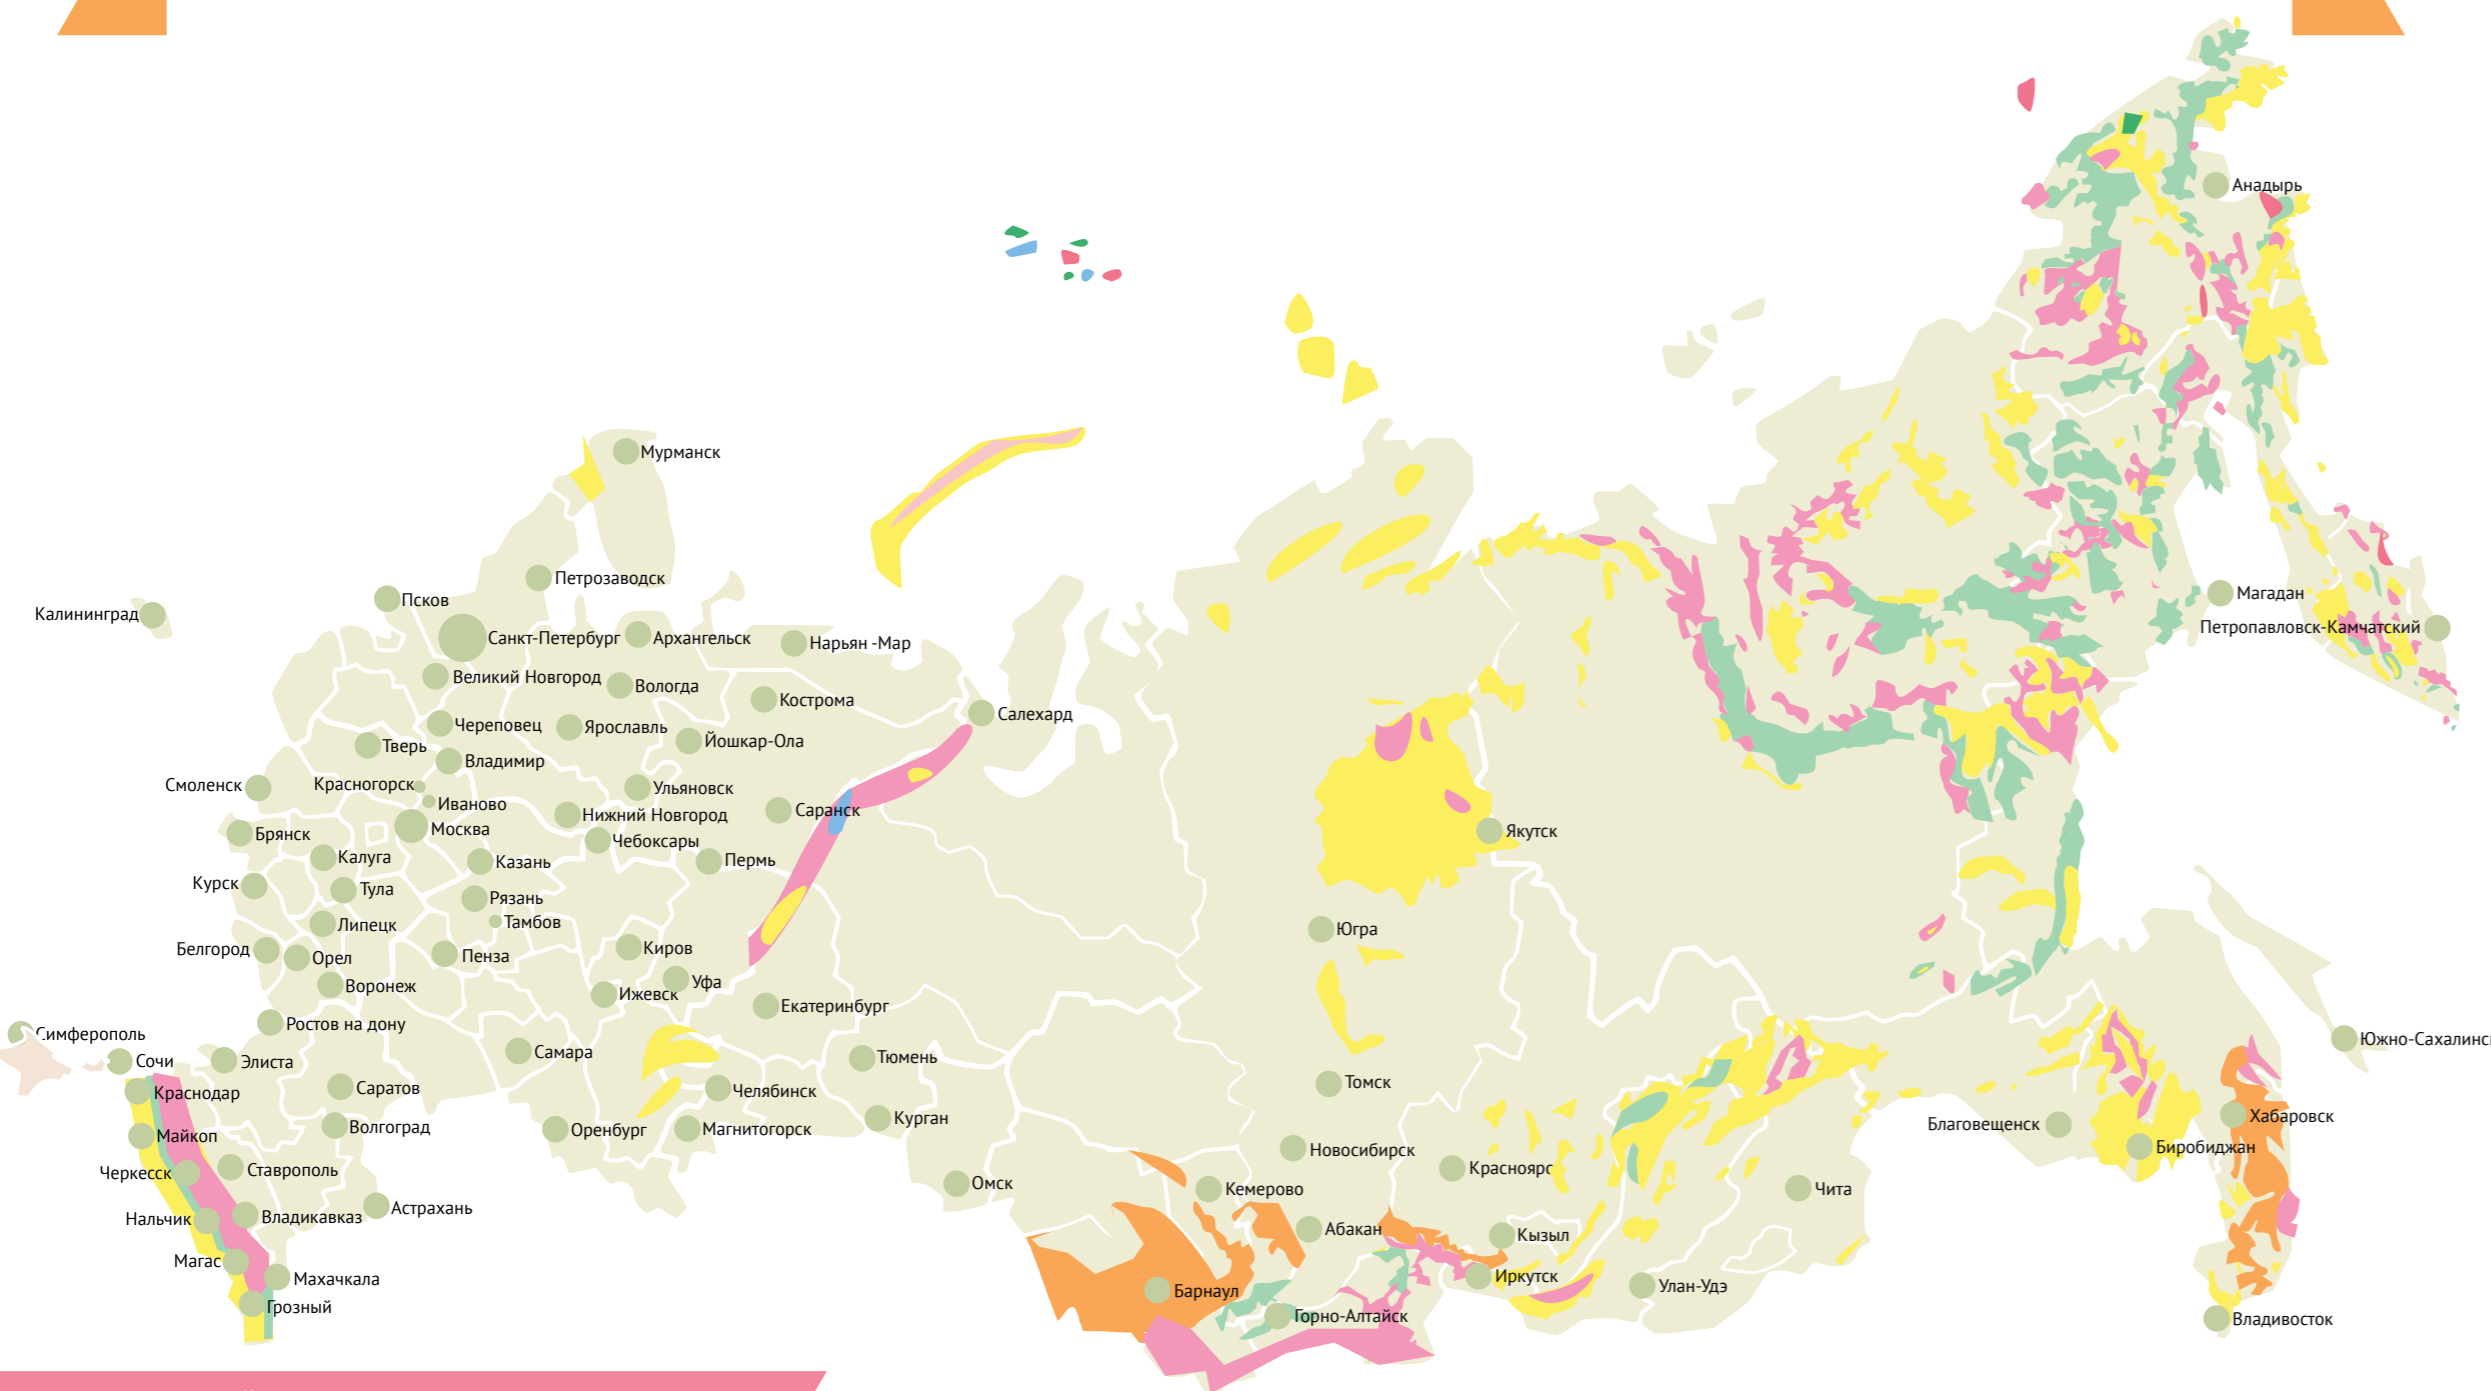 Анадырь
Мурманск
Петрозаводск
Магадан
Псков
Калининград
Петропавловск-Камчатский
Санкт-Петербург
Архангельск
Нарьян -Мар
Великий Новгород
Вологда
Кострома
Салехард
Череповец
Ярославль
Йошкар-Ола
Тверь
Владимир
Смоленск
Красногорск
Ульяновск
Иваново
Саранск
Нижний Новгород
Брянск
Москва
Якутск
Чебоксары
Калуга
Казань
Пермь
Курск
Тула
Рязань
Тамбов
Липецк
Югра
Белгород
Орел
Пенза
Киров
Воронеж
Ижевск
Уфа
Екатеринбург
Ростов на дону
Симферополь
Южно-Сахалинс
Сочи
Элиста
Самара
Тюмень
Томск
Краснодар
Саратов
Челябинск
Курган
Хабаровск
Майкоп
Волгоград
Оренбург
Магнитогорск
Благовещенск
Новосибирск
Биробиджан
Черкесск
Ставрополь
Красноярс
Омск
Кемерово
Чита
Нальчик
Владикавказ
Астрахань
Абакан
Кызыл
Магас
Махачкала
Иркутск
Барнаул
Улан-Удэ
Грозный
Горно-Алтайск
Владивосток